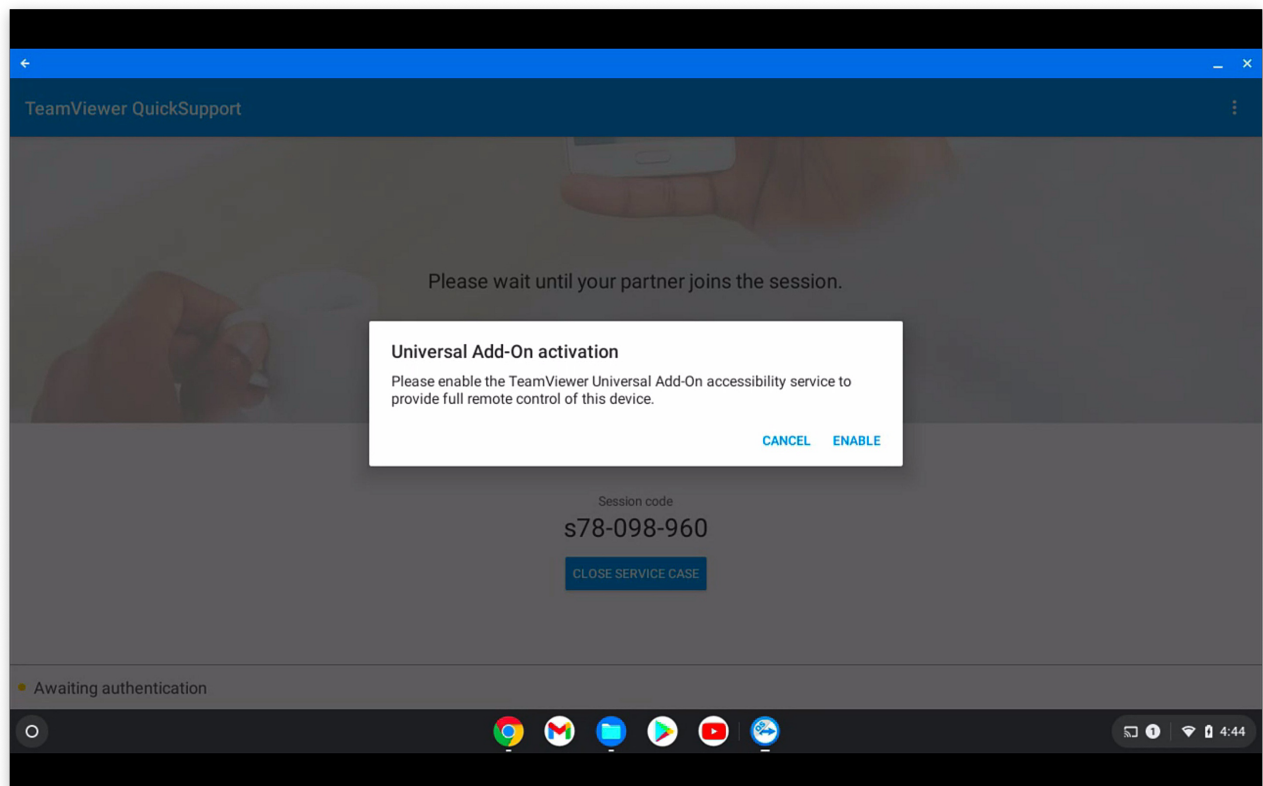 TeamViewer QuickSupport
Please wait until your partner joins the session.
Universal Add-On activation
Please enable the TeamViewer Universal Add-On accessibility service to
provide full remote control of this device.
CANCEL ENABLE
Session code
s78-098-960
CLOSE SERVICE CASE
Awaiting authentication
1 4:44